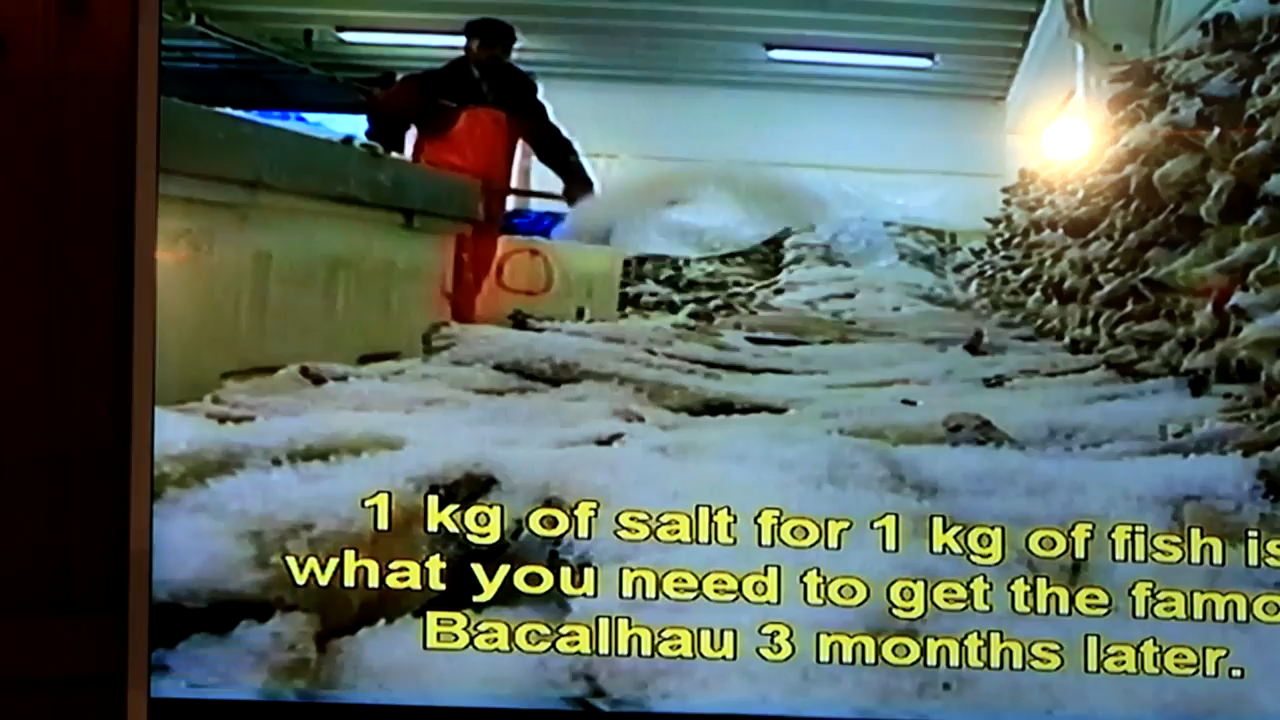 1 kg of salt for 1 kg of fish is
what you need to get the
Bacalhau 3 months later.